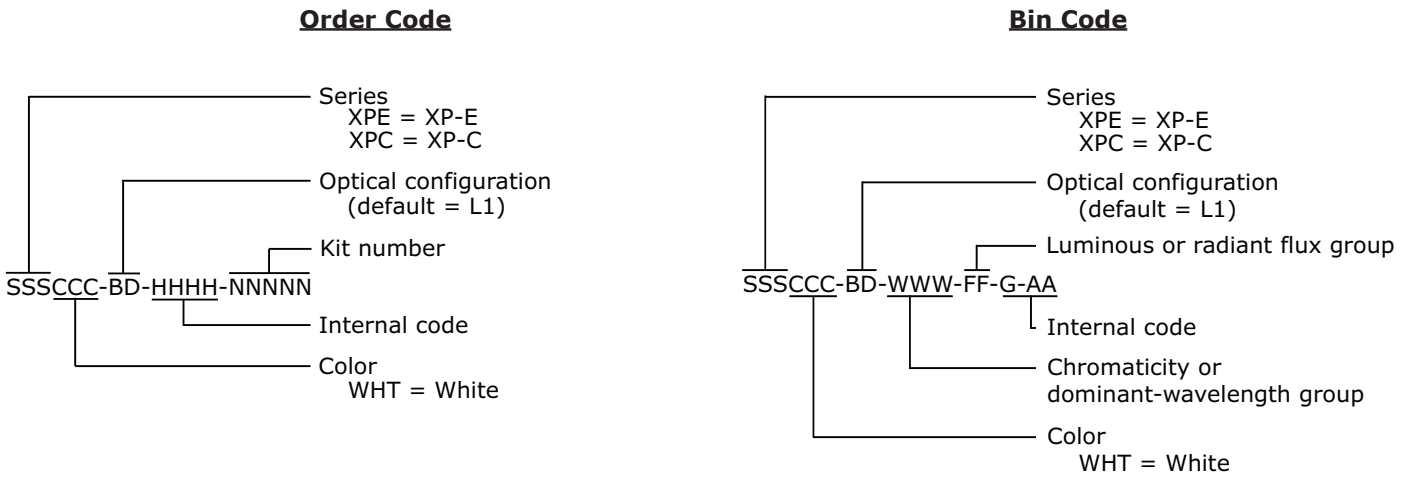 Order Code
Series
XPE = XP-E
XPC = XP-C
Optical configuration
(default = L1)
Kit number
SSSCCC-BD-HHHH-NNNNN
Internal code
Color
WHT = White
Bin Code
Series
XPE = XP-E
XPC = XP-C
Optical configuration
(default = L1)
Luminous or radiant flux group
SSSCCC-BD-WWW-FF-G-AA
Internal code
Chromaticity or
dominant-wavelength group
Color
WHT = White